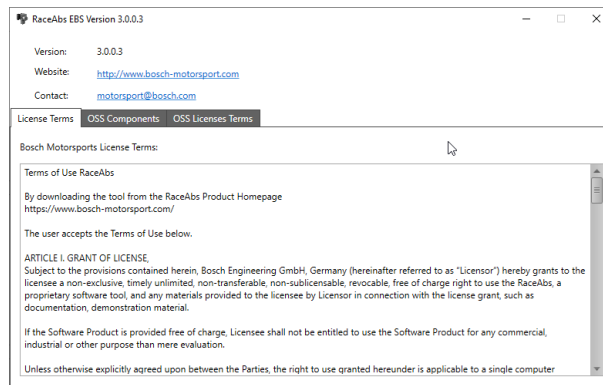 RaceAbs EBS Version 3.0.0.3
Version: 3.0.0.3
Website: http://www.bosch-motorsport.com
Contact: motorsport@bosch.com
License Terms OSS Components OSS Licenses Terms
Bosch Motorsports License Terms:
Terms of Use RaceAbs
By downloading the tool from the RaceAbs Product Homepage
https://www.bosch-motorsport.com/
The user accepts the Terms of Use below.
ARTICLE I. GRANT OF LICENSE,
Subject to the provisions contained herein, Bosch Engineering GmbH, Germany (hereinafter referred to as "Licensor") hereby grants to the
licensee a non-exclusive, timely unlimited, non-transferable, non-sublicensable, revocable, free of charge right to use the RaceAbs, a
proprietary software tool, and any materials provided to the licensee by Licensor in connection with the license grant, such as
documentation, demonstration material.
If the Software Product is provided free of charge, Licensee shall not be entitled to use the Software Product for any commercial,
industrial or other purpose than mere evaluation.
Unless otherwise explicitly agreed upon between the Parties, the right to use granted hereunder is applicable to a single computer